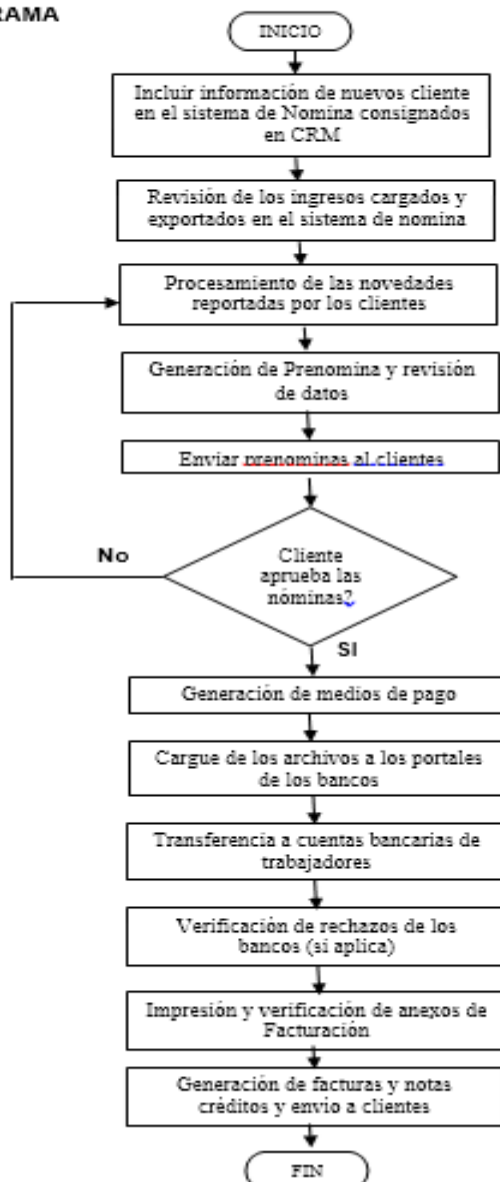 RAMA
INICIO
Incluir información de nuevos cliente
en el sistema de Nomina consignados
en CRM
Revisión de los ingresos cargados y
exportados en el sistema de nomina
Procesamiento de las novedades
reportadas por los clientes
Generación de Prenomina y revisión
de datos
Enviar prenominas al clientes
Cliente
aprueba las
nóminas?
No
SI
Generación de medios de pago
Cargue de los archivos a los portales
de los bancos
Transferencia a cuentas bancarias de
trabajadores
Verificación de rechazos de los
bancos (si aplica)
Impresión y verificación de anexos de
Facturación
Generación de facturas y notas
créditos y envío a clientes
FIN